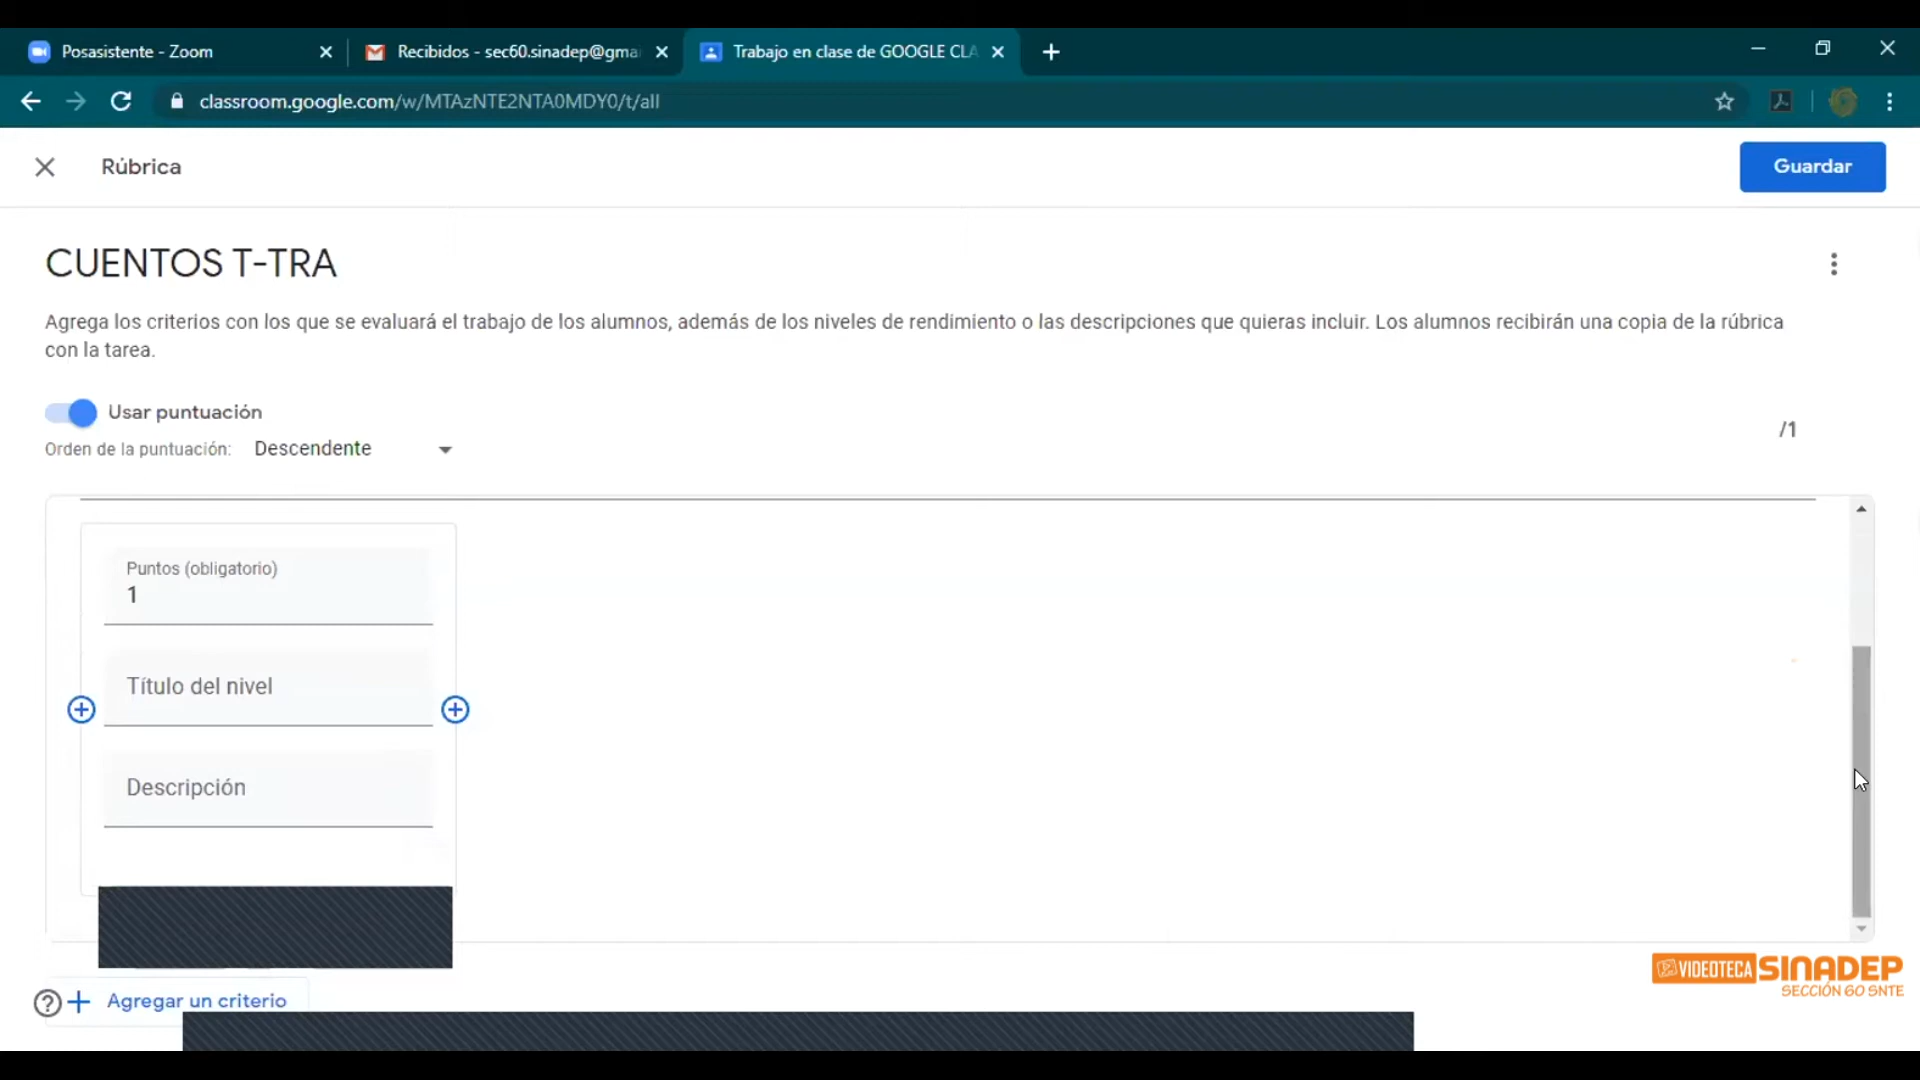 Posasistente - Zoom
Recibidos - sec60.sinadep@gma
Trabajo en clase de GOOGLE CLA
classroom.google.com/w/MTAzNTE2NTA0MDY0/t/all
Rúbrica
Guardar
CUENTOS T-TRA
Agrega los criterios con los que se evaluará el trabajo de los alumnos, además de los niveles de rendimiento o las descripciones que quieras incluir. Los alumnos recibirán una copia de la rúbrica
con la tarea.
Usar puntuación
/1
Orden de la puntuación: Descendente
Puntos (obligatorio)
1
Título del nivel
Descripción
VIDEOTECA SINADEP
SECCIÓN 60 SNTE
Agregar un criterio